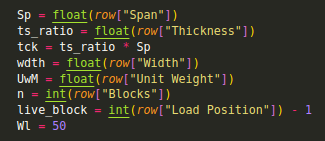 Sp = float(row["Span"])
ts_ratio = float(row["Thickness"])
tck = ts_ratio * Sp
wdth = float(row["Width"])
UwM = float(row["Unit Weight"])
n = int(row["Blocks"])
live_block = int(row["Load Position"]) - 1
Wl = 50